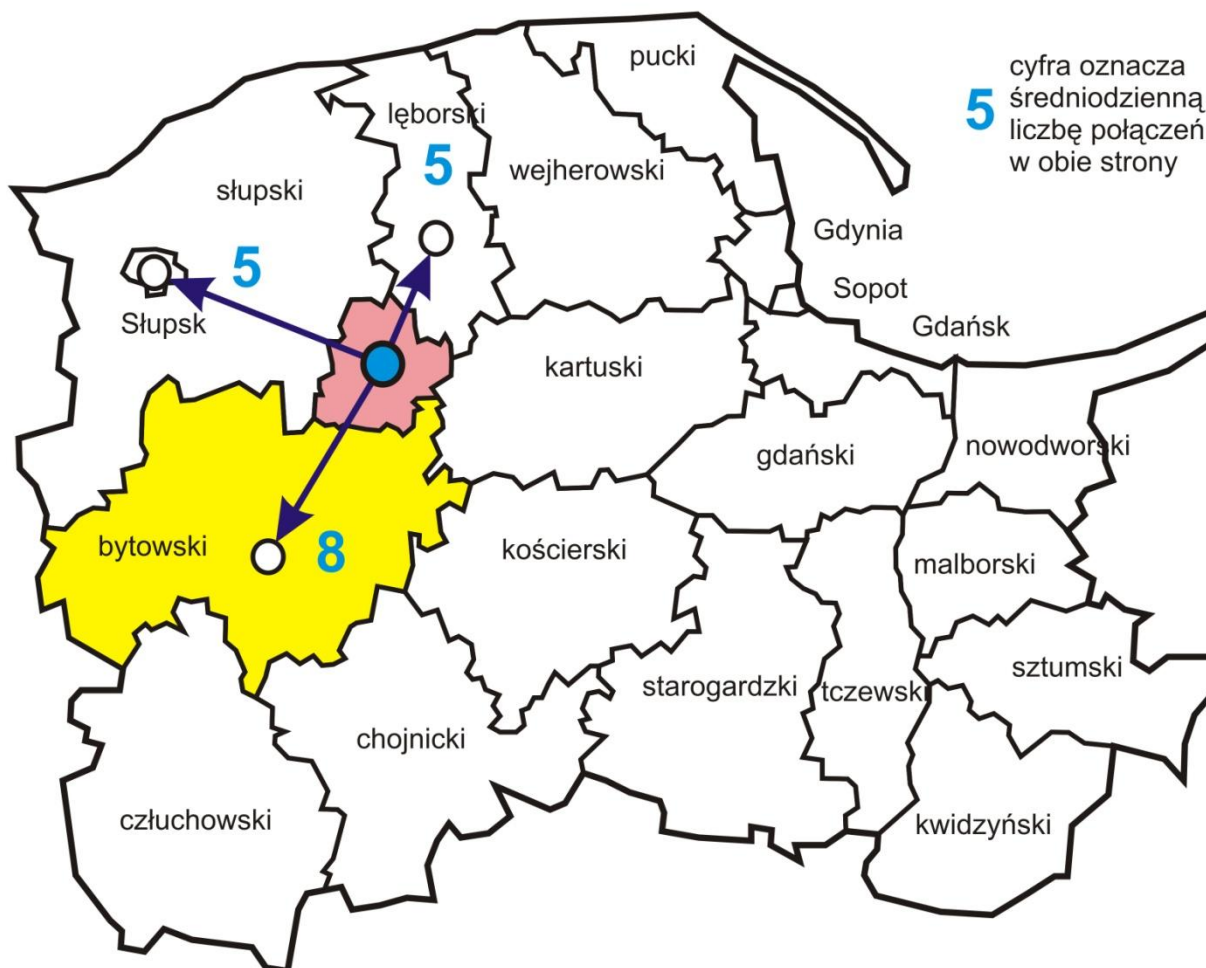 pucki
cyfra oznacza
5 średniodzienną
liczbę połączeń
w obie strony
lęborski
5
wejherowski
słupski
5
Słupsk
Gdynia
Sopot
Gdańsk
kartuski
gdański
nowodworski
bytowski
8
kościerski
malborski
starogardzki
tczewski
sztumski
chojnicki
człuchowski
kwidzyński